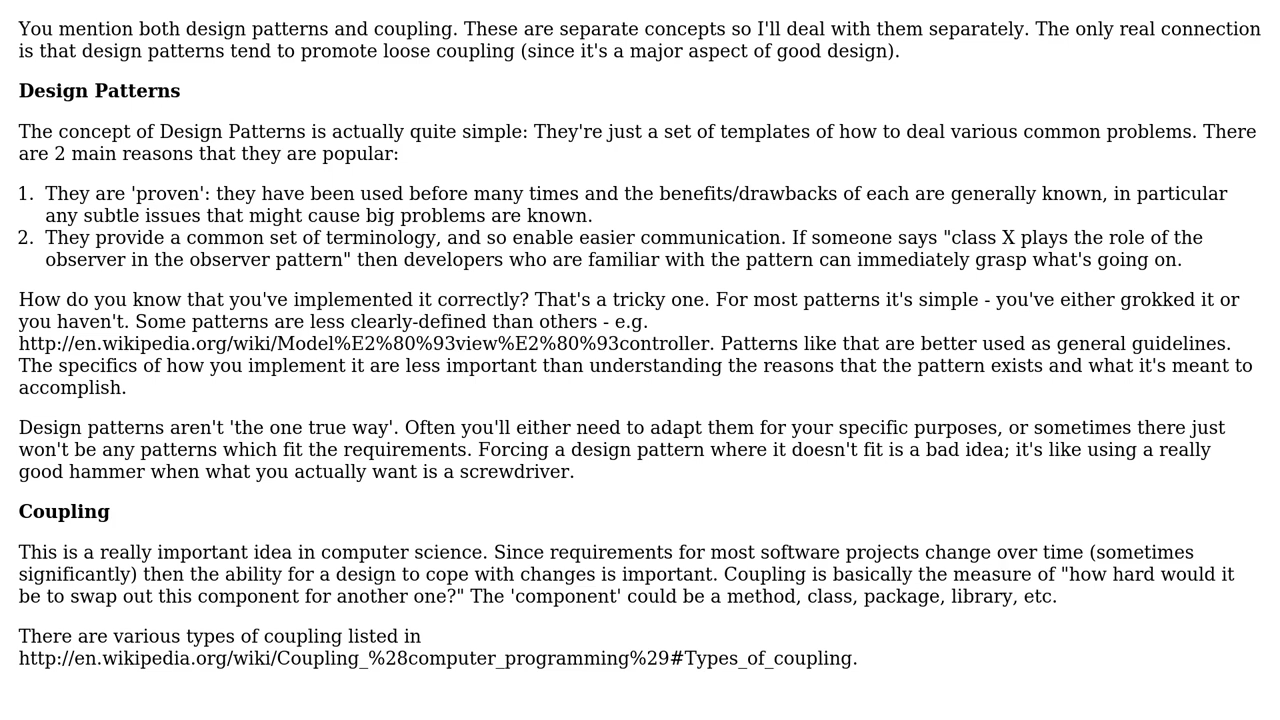 You mention both design patterns and coupling. These are separate concepts so I'll deal with them separately. The only real connection
is that design patterns tend to promote loose coupling (since it's a major aspect of good design).
Design Patterns
The concept of Design Patterns is actually quite simple: They're just a set of templates of how to deal various common problems. There
are 2 main reasons that they are popular:
1. They are 'proven': they have been used before many times and the benefits/drawbacks of each are generally known, in particular
any subtle issues that might cause big problems are known.
2. They provide a common set of terminology, and so enable easier communication. If someone says "class X plays the role of the
observer in the observer pattern" then developers who are familiar with the pattern can immediately grasp what's going on.
How do you know that you've implemented it correctly? That's a tricky one. For most patterns it's simple - you've either grokked it or
you haven't. Some patterns are less clearly-defined than others - e.g.
http://en.wikipedia.org/wiki/Model%E2%80%93view%E2%80%93controller. Patterns like that are better used as general guidelines.
The specifics of how you implement it are less important than understanding the reasons that the pattern exists and what it's meant to
accomplish.
Design patterns aren't 'the one true way'. Often you'll either need to adapt them for your specific purposes, or sometimes there just
won't be any patterns which fit the requirements. Forcing a design pattern where it doesn't fit is a bad idea; it's like using a really
good hammer when what you actually want is a screwdriver.
Coupling
This is a really important idea in computer science. Since requirements for most software projects change over time (sometimes
significantly) then the ability for a design to cope with changes is important. Coupling is basically the measure of "how hard would it
be to swap out this component for another one?" The 'component' could be a method, class, package, library, etc.
There are various types of coupling listed in
http://en.wikipedia.org/wiki/Coupling_%28computer_programming%29#Types_of_coupling.